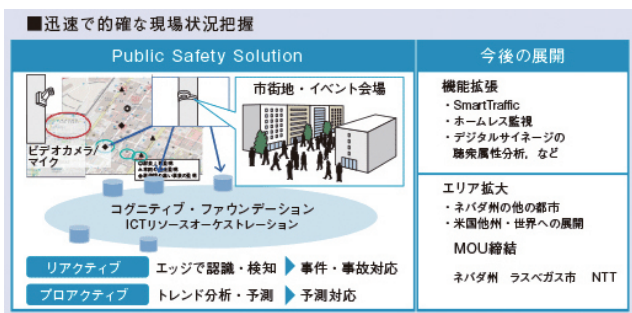 ■迅速で的確な現場状況把握
Public Safety Solution
市街地・イベント会場
ビデオカメラ/
マイク
コグニティブ・ファウンデーション
ICTリソースオーケストレーション
リアクティブ エッジで認識・検知 事件・事故対応
プロアクティブ トレンド分析・予測 予測対応
今後の展開
機能拡張
・SmartTraffic
・ホームレス監視
・デジタルサイネージの
聴衆属性分析，など
エリア拡大
・ネバダ州の他の都市
・米国他州・世界への展開
MOU締結
ネバダ州 ラスベガス市 NTT